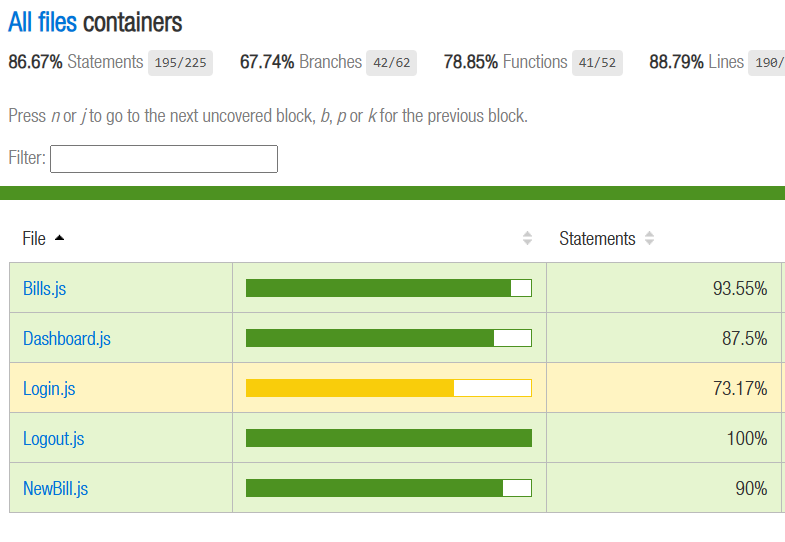 All files containers
86.67% Statements 195/225 67.74% Branches 42/62 78.85% Functions 41/52 88.79% Lines 190/
Press n or j to go to the next uncovered block, b, p or k for the previous block.
Filter:
File Statements
Bills.js 93.55%
Dashboard.js 87.5%
Login.js 73.17%
Logout.js 100%
NewBill.js 90%